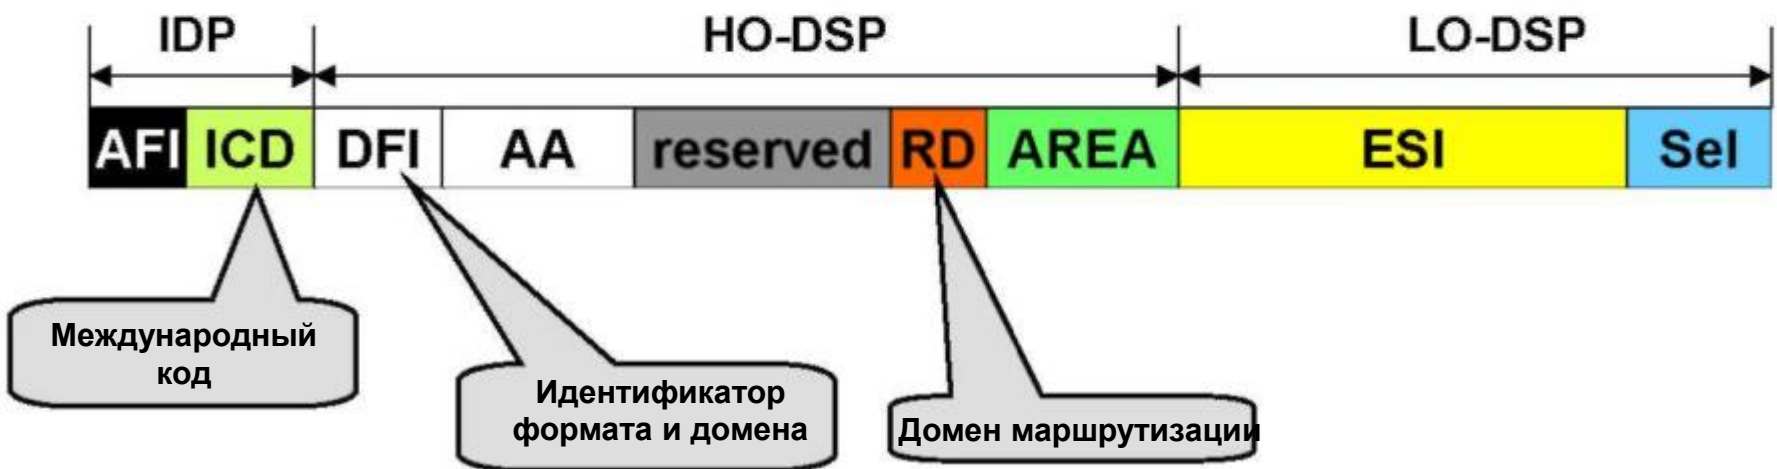 IDP HO-DSP LO-DSP
AFI ICD DFI AA reserved RD AREA ESI Sel
Международный
код
Идентификатор
формата и домена
Домен маршрутизации